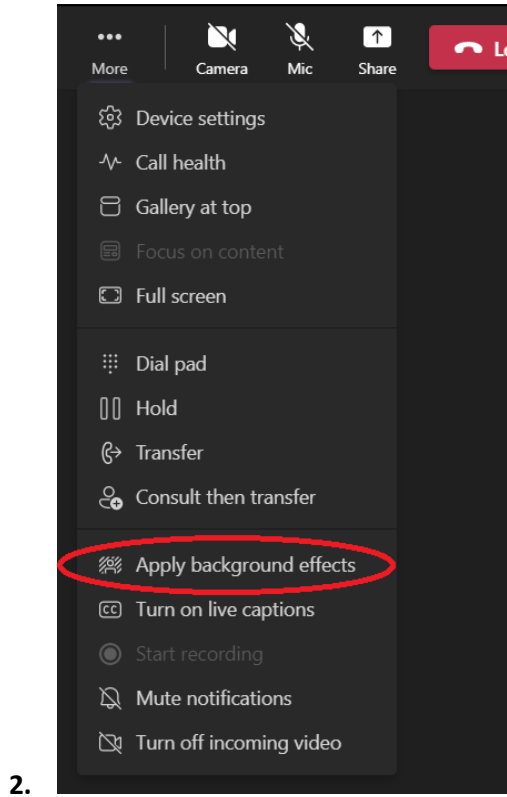 More Camera Mic Share
Device settings
Call health
Gallery at top
Focus on content
Full screen
Dial pad
Hold
Transfer
Consult then transfer
Apply background effects
CC Turn on live captions
Start recording
Mute notifications
Turn off incoming video
2.